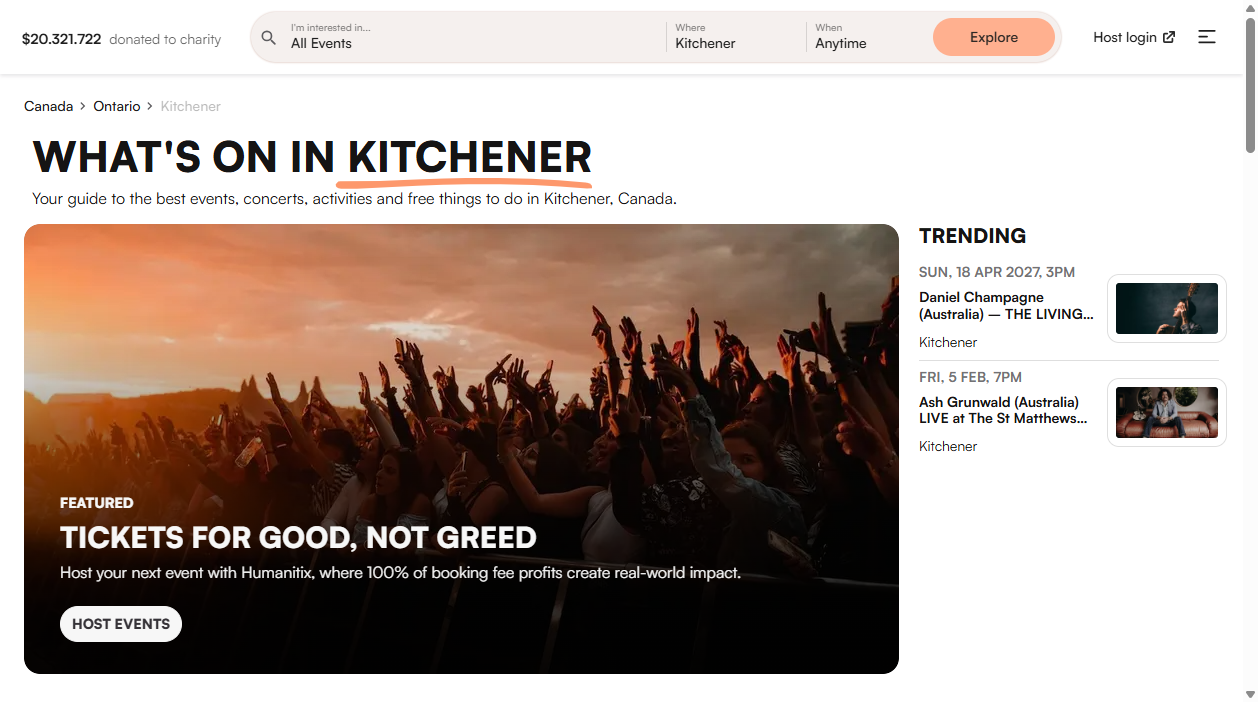 $20.321.722 donated to charity
I'm interested in...
All Events
Where
Kitchener
When
Anytime
Explore
Host login
Canada > Ontario > Kitchener
WHAT'S ON IN KITCHENER
Your guide to the best events, concerts, activities and free things to do in Kitchener, Canada.
FEATURED
TICKETS FOR GOOD, NOT GREED
Host your next event with Humanitix, where 100% of booking fee profits create real-world impact.
HOST EVENTS
TRENDING
SUN, 18 APR 2027, 3PM
Daniel Champagne
(Australia) — THE LIVING...
Kitchener
FRI, 5 FEB, 7PM
Ash Grunwald (Australia)
LIVE at The St Matthews...
Kitchener